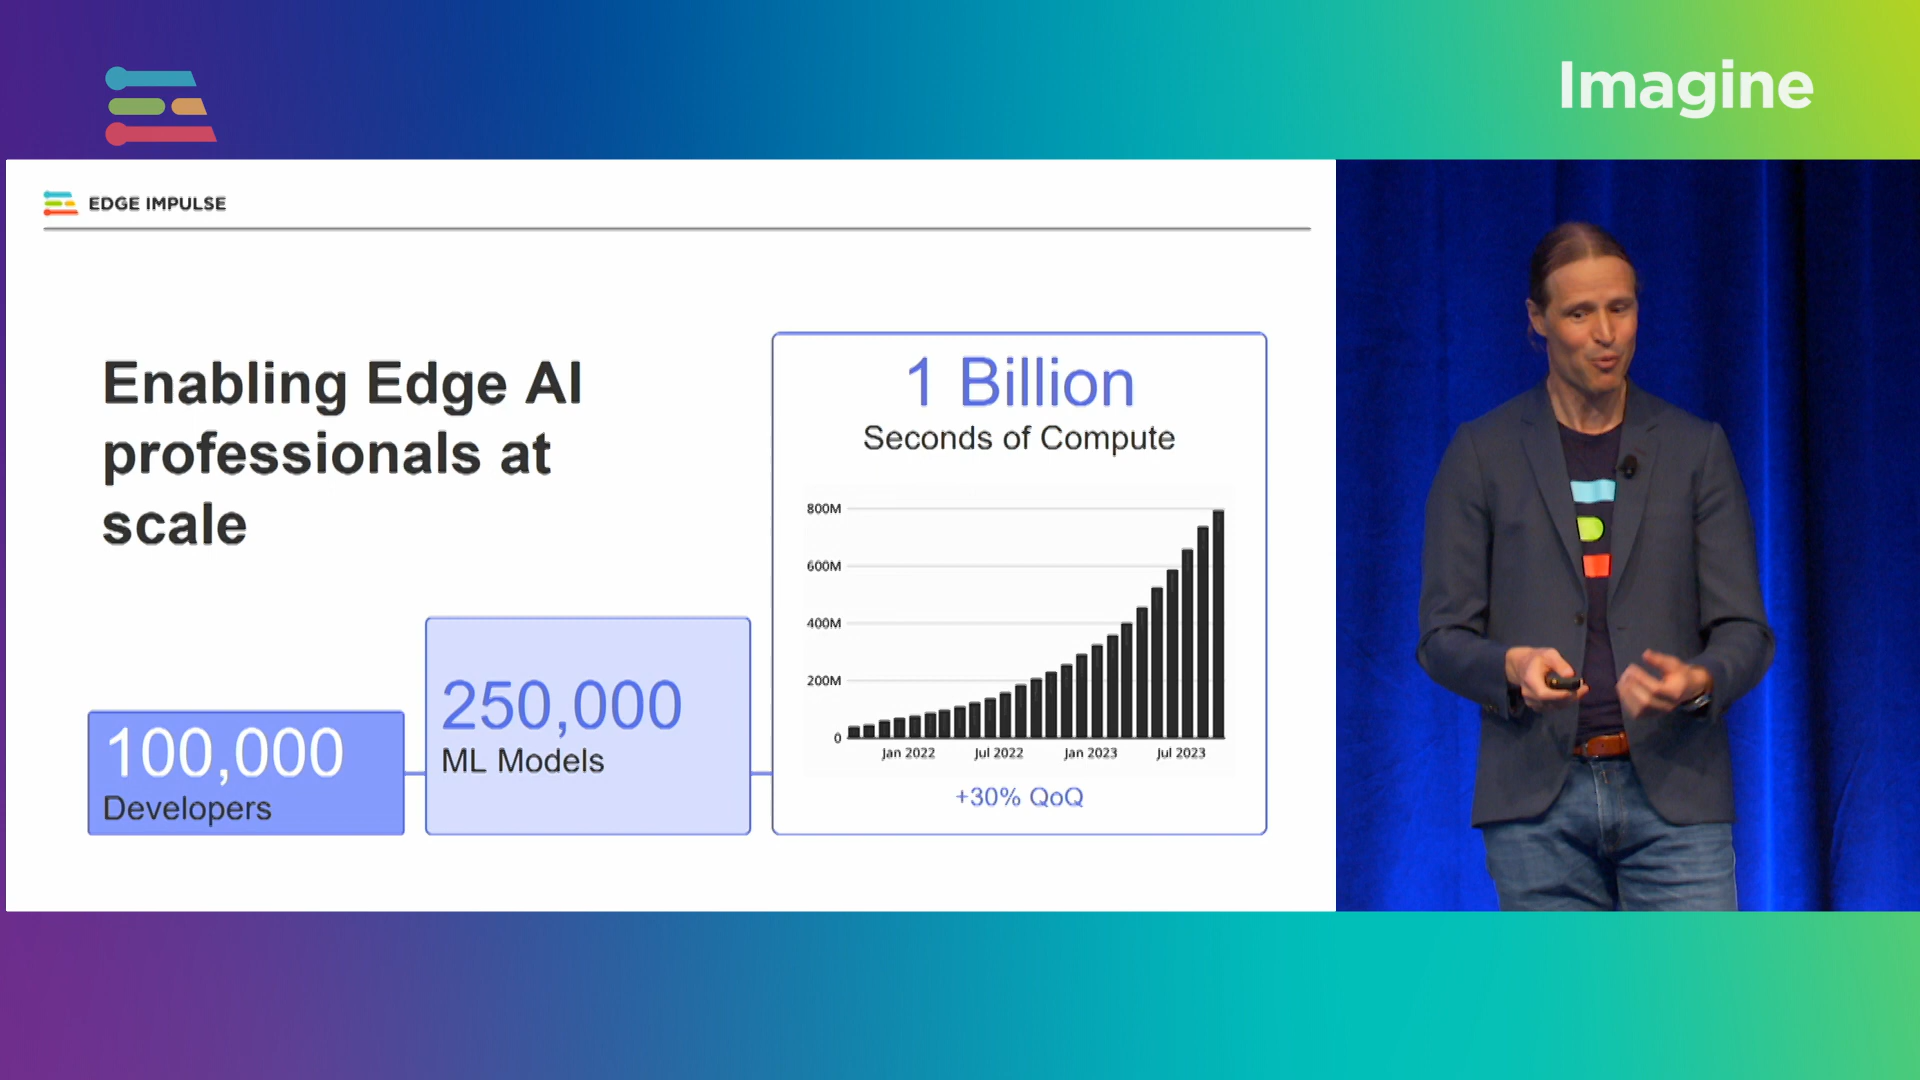 Imagine
EDGE IMPULSE
Enabling Edge AI
professionals at
scale
100,000
Developers
250,000
ML Models
1 Billion
Seconds of Compute
800M
600M
400M
200M
0
Jan 2022 Jul 2022 Jan 2023 Jul 2023
+30% QoQ